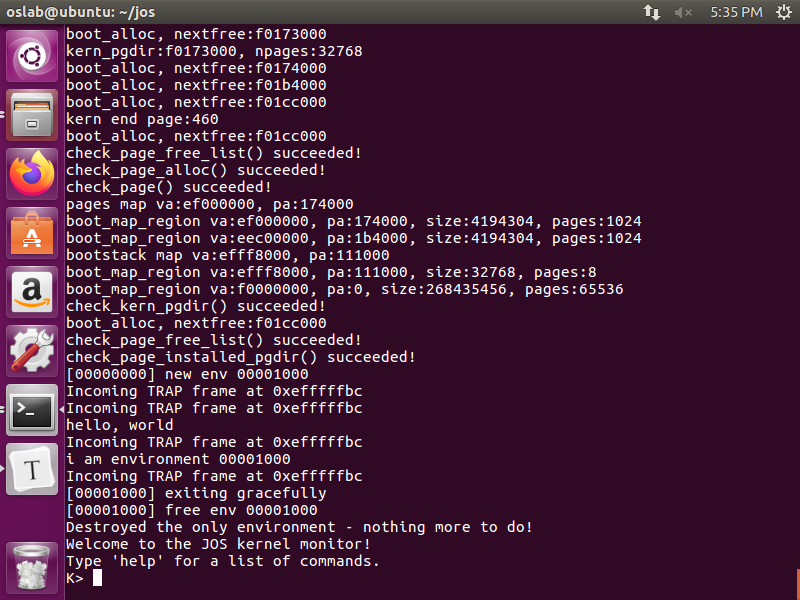 oslab@ubuntu: ~/jos
5:35 PM
boot_alloc, nextfree:f0173000
kern_pgdir:f0173000, npages:32768
boot_alloc, nextfree:f0174000
boot_alloc, nextfree:f01b4000
boot_alloc, nextfree:f01cc000
kern end page:460
boot_alloc, nextfree:f01cc000
check_page_free_list() succeeded!
check_page_alloc() succeeded!
check_page() succeeded!
pages map va:ef000000, pa:174000
boot_map_region va:ef000000, pa:174000, size:4194304, pages:1024
boot_map_region va:eec00000, pa:1b4000, size:4194304, pages:1024
bootstack map va:efff8000, pa:111000
boot_map_region va:efff8000, pa:111000, size:32768, pages:8
boot_map_region va:f0000000, pa:0, size:268435456, pages:65536
check_kern_pgdir() succeeded!
boot_alloc, nextfree:f01cc000
check_page_free_list() succeeded!
check_page_installed_pgdir() succeeded!
[00000000] new env 00001000
Incoming TRAP frame at 0xefffffbc
Incoming TRAP frame at 0xefffffbc
hello, world
Incoming TRAP frame at 0xefffffbc
i am environment 00001000
Incoming TRAP frame at 0xefffffbc
[00001000] exiting gracefully
[00001000] free env 00001000
Destroyed the only environment - nothing more to do!
Welcome to the JOS kernel monitor!
Type 'help' for a list of commands.
K>